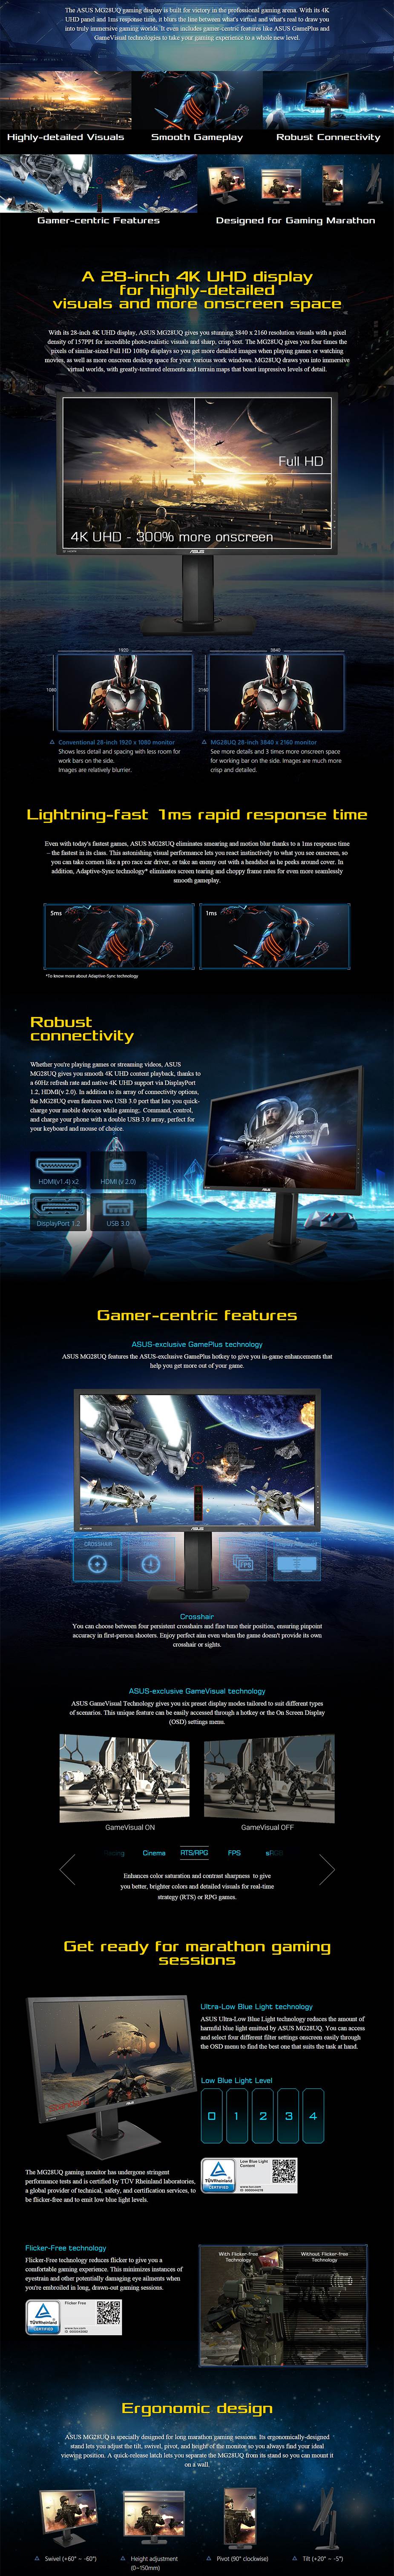 The ASUS MG28UQ gaming display is built for victory in the professional gaming arena. With its 4K
UHD panel and 1ms response time, it blurs the line between what's virtual and what's real to draw you
into truly immersive gaming worlds. It even includes game-centric features like ASUS GamePlus and
GameVisual technologies to take your gaming experience to a whole new level.
Highly-detailed Visuals
Smooth Gameplay
Robust Connectivity
Gamer-centric Features
Designed for Gaming Marathon
A 28-inch 4K UHD display
for highly-detailed
visuals and more onscreen space
With its 28-inch 4K UHD display, ASUS MG28UQ gives you stunning 3840 x 2160 resolution visuals with a pixel
density of 157PPI for incredible photo-realistic visuals and sharp, crisp text. The MG28UQ gives you four times the
pixels of similar-sized Full HD 1080p displays so you get more detailed images when playing games or watching
movies, as well as more onscreen desktop space for your various work windows. MG28UQ draws you into immersive
virtual worlds, with greatly-textured elements and terrain maps that boost impressive levels of detail.
Full HD
4K UHD - 300% more onscreen
ASUS
1920
3840
1080
2160
Conventional 28-inch 1920 x 1080 monitor
Shows less detail and spacing with less room for
work bars on the side.
Images are relatively blurrier.
MG28UQ 28-inch 3840 x 2160 monitor
See more details and 3 times more onscreen space
for working bar on the side. Images are much more
crisp and detailed.
Lightning-fast 1ms rapid response time
Even with today's fastest games, ASUS MG28UQ eliminates smearing and motion blur thanks to a 1ms response time
– the fastest in its class. This astonishing visual performance lets you react instinctively to what you see onscreen, so
you can take corners like a pro race car driver, or take an enemy out with a headshot as he peeks around cover. In
addition, Adaptive-Sync technology* eliminates screen tearing and choppy frame rates for even more seamlessly
smooth gameplay.
5ms
1ms
*To know more about Adaptive-Sync technology
Robust
connectivity
Whether you're playing games or streaming videos, ASUS
MG28UQ gives you smooth 4K UHD content playback, thanks to
a 60Hz refresh rate and native 4K UHD support via DisplayPort
1.2, HDMI(v 2.0). In addition to its array of connectivity options,
the MG28UQ even features two USB 3.0 port that lets you quick-
charge your mobile devices while gaming,. Command, control,
and charge your phone with a double USB 3.0 array, perfect for
your keyboard and mouse of choice.
HDMI(v1.4) x2
HDMI (v 2.0)
DisplayPort 1.2
USB 3.0
ASUS
Gamer-centric features
ASUS-exclusive GamePlus technology
ASUS MG28UQ features the ASUS-exclusive GamePlus hotkey to give you in-game enhancements that
help you get more out of your game.
ASUS
CROSSHAIR
FPS
Crosshair
You can choose between four persistent crosshairs and fine tune their position, ensuring pinpoint
accuracy in first-person shooters. Enjoy perfect aim even when the game doesn't provide its own
crosshair or sights.
ASUS-exclusive GameVisual technology
ASUS GameVisual Technology gives you six preset display modes tailored to suit different types
of scenarios. This unique feature can be easily accessed through a hotkey or the On Screen Display
(OSD) settings menu.
GameVisual ON
GameVisual OFF
Cinema
RTS/RPG
FPS
Enhances color saturation and contrast sharpness to give
you better, brighter colors and detailed visuals for real-time
strategy (RTS) or RPG games.
Get ready for marathon gaming
sessions
Ultra-Low Blue Light technology
ASUS Ultra-Low Blue Light technology reduces the amount of
harmful blue light emitted by ASUS MG28UQ. You can access
and select four different filter settings onscreen easily through
the OSD menu to find the best one that suits the task at hand.
Low Blue Light Level
0 1 2 3 4
TÜVRheinland
CERTIFIED
Low Blue Light
Content
www.tuv.com
The MG28UQ gaming monitor has undergone stringent
performance tests and is certified by TÜV Rheinland laboratories,
a global provider of technical, safety, and certification services, to
be flicker-free and to emit low blue light levels.
Flicker-Free technology
Flicker-Free technology reduces flicker to give you a
comfortable gaming experience. This minimizes instances of
eyestrain and other potentially damaging eye ailments when
you're embroiled in long, drawn-out gaming sessions.
TÜVRheinland
CERTIFIED
Flicker Free
www.tuv.com
With Flicker-free
Technology
Without Flicker-free
Technology
Ergonomic design
ASUS MG28UQ is specially designed for long marathon gaming sessions. Its ergonomically-designed
stand lets you adjust the tilt, swivel, pivot, and height of the monitor so you always find your ideal
viewing position. A quick-release latch lets you separate the MG28UQ from its stand so you can mount it
on a wall.
Swivel (+60° ~ -60°)
Height adjustment
(0~150mm)
Pivot (90° clockwise)
Tilt (+20° ~ -5°)